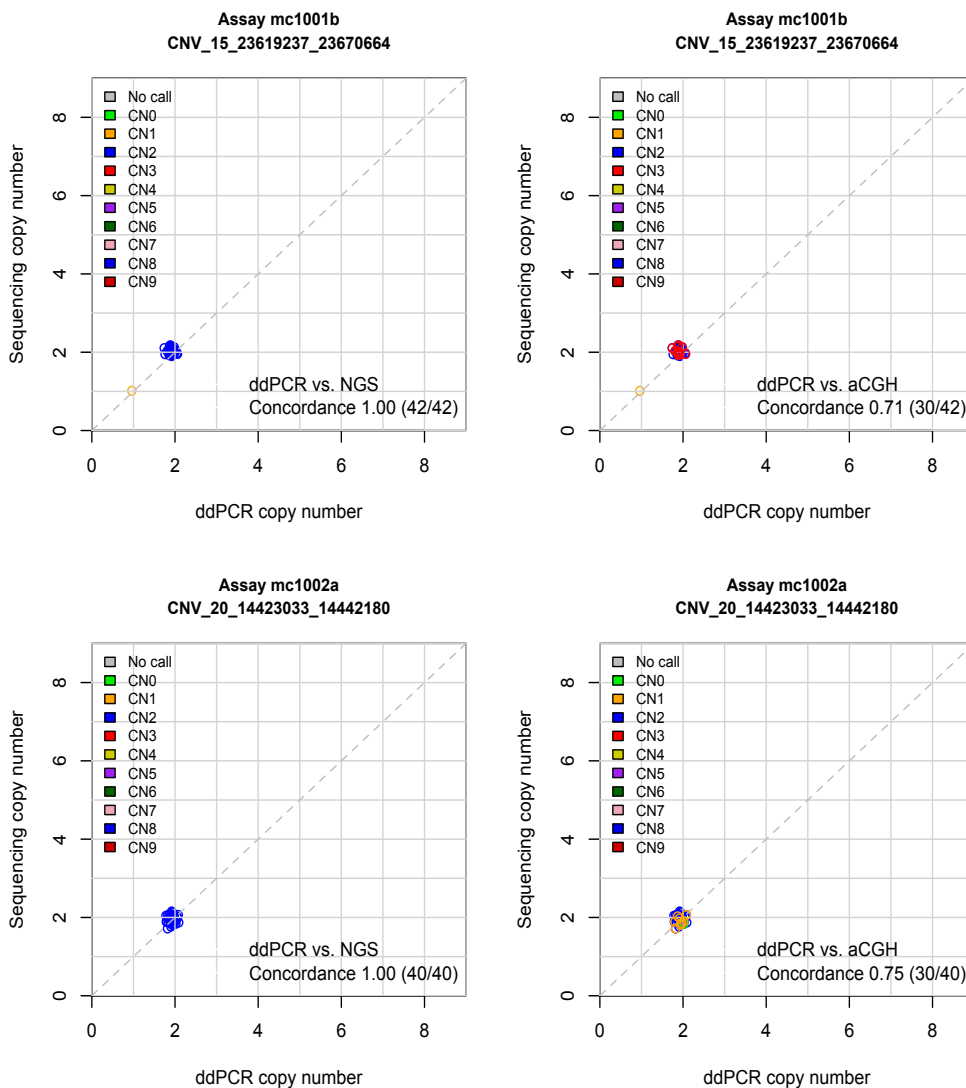 Assay mc1001b
CNV_15_23619237_23670664
No call
CN0
CN1
CN2
CN3
CN4
CN5
CN6
CN7
CN8
CN9
8
6
4
2
0
Sequencing copy number
ddPCR vs. NGS
Concordance 1.00 (42/42)
0 2 4 6 8
ddPCR copy number
Assay mc1001b
CNV_15_23619237_23670664
No call
CN0
CN1
CN2
CN3
CN4
CN5
CN6
CN7
CN8
CN9
8
6
4
2
0
Sequencing copy number
ddPCR vs. aCGH
Concordance 0.71 (30/42)
0 2 4 6 8
ddPCR copy number
Assay mc1002a
CNV_20_14423033_14442180
No call
CN0
CN1
CN2
CN3
CN4
CN5
CN6
CN7
CN8
CN9
8
6
4
2
0
Sequencing copy number
ddPCR vs. NGS
Concordance 1.00 (40/40)
0 2 4 6 8
ddPCR copy number
Assay mc1002a
CNV_20_14423033_14442180
No call
CN0
CN1
CN2
CN3
CN4
CN5
CN6
CN7
CN8
CN9
8
6
4
2
0
Sequencing copy number
ddPCR vs. aCGH
Concordance 0.75 (30/40)
0 2 4 6 8
ddPCR copy number